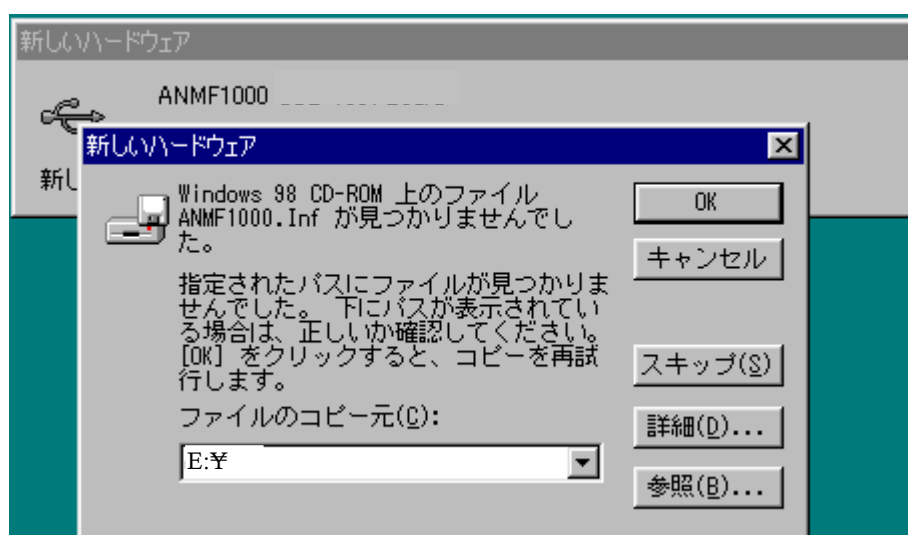 新しいハードウェア
ANMF1000
新し
新しいハードウェア
Windows 98 CD-ROM 上のファイル
ANMF1000.Inf が見つかりませんでし
た。
指定されたパスにファイルが見つかりま
せんでした。 下にパスが表示されてい
る場合は、正しいか確認してください。
[OK] をクリックすると、コピーを再試
行します。
ファイルのコピー元(C):
E:¥
OK
キャンセル
スキップ(S)
詳細(D)...
参照(B)...